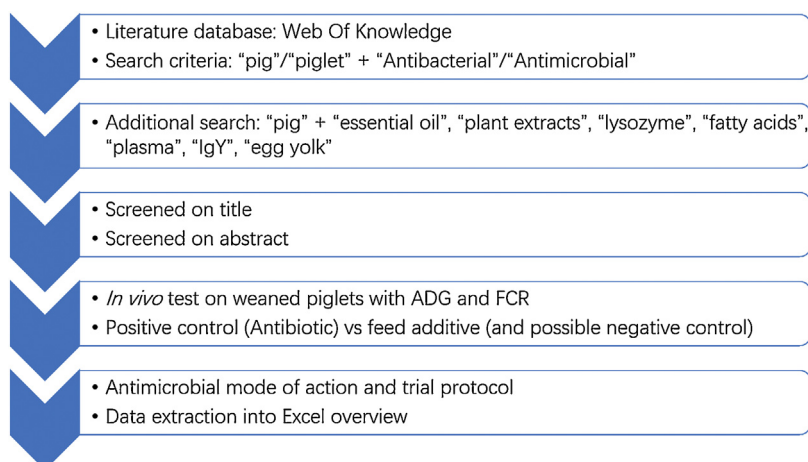 • Literature database: Web Of Knowledge
• Search criteria: “pig”/“piglet” + “Antibacterial”/“Antimicrobial”
• Additional search: “pig” + “essential oil”, “plant extracts”, “lysozyme”, “fatty acids”,
“plasma”, “IgY”, “egg yolk”
• Screened on title
• Screened on abstract
• In vivo test on weaned piglets with ADG and FCR
• Positive control (Antibiotic) vs feed additive (and possible negative control)
• Antimicrobial mode of action and trial protocol
• Data extraction into Excel overview